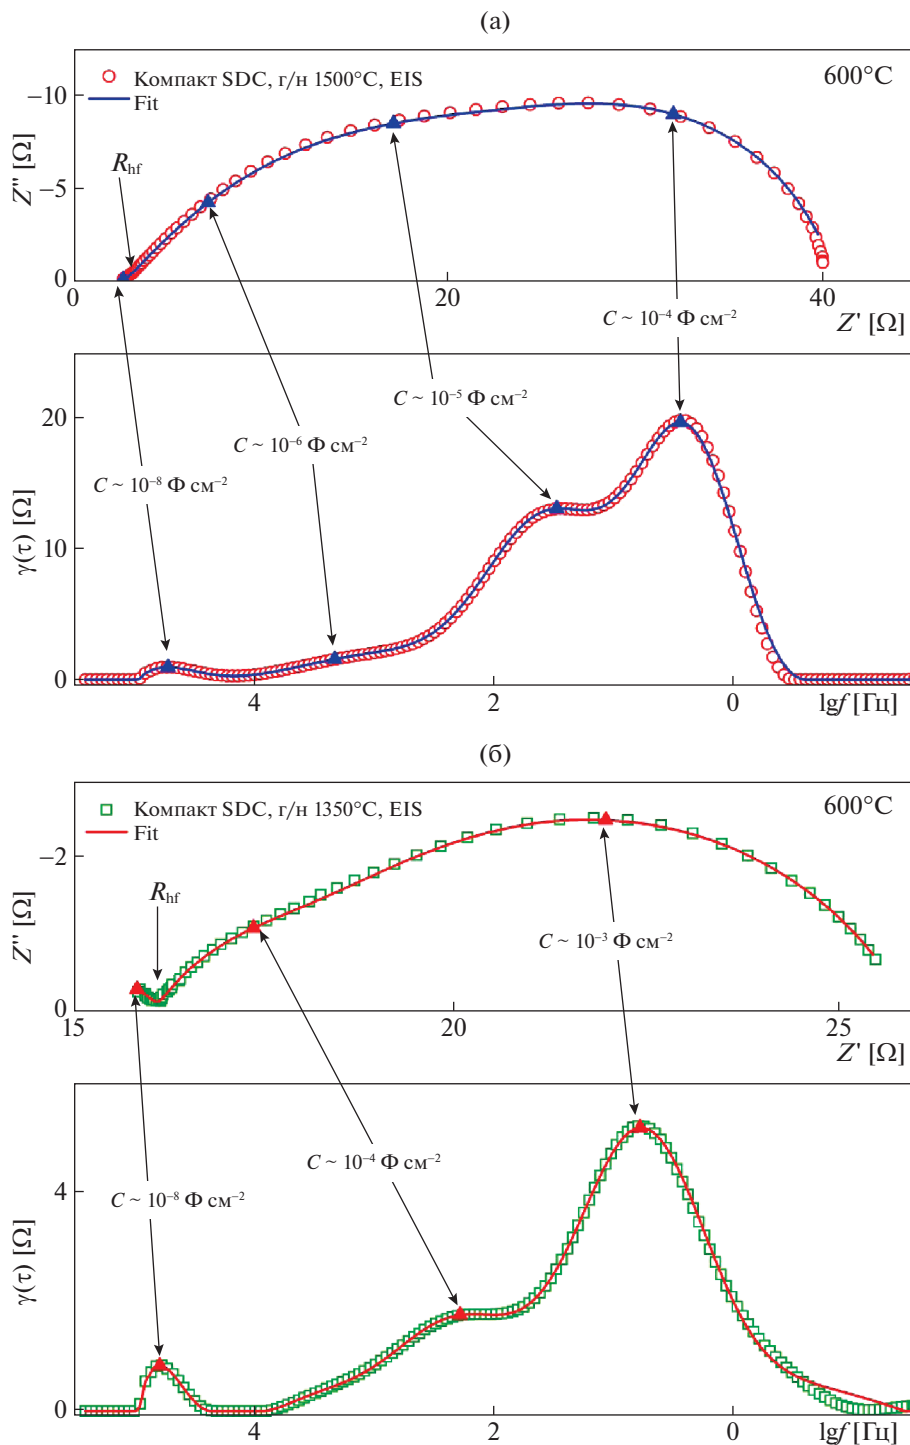 (а)
Компакт SDC, г/н 1500°C, EIS
Fit
600°C
Z″ [Ω]
−10
−5
0
R_hf
0
20
40
Z′ [Ω]
C ~ 10⁻⁴ Ф см⁻²
C ~ 10⁻⁵ Ф см⁻²
C ~ 10⁻⁶ Ф см⁻²
C ~ 10⁻⁸ Ф см⁻²
γ(τ) [Ω]
20
10
0
4
2
0
lgf [Гц]
(б)
Компакт SDC, г/н 1350°C, EIS
Fit
600°C
Z″ [Ω]
−2
0
R_hf
15
20
25
Z′ [Ω]
C ~ 10⁻³ Ф см⁻²
C ~ 10⁻⁴ Ф см⁻²
C ~ 10⁻⁸ Ф см⁻²
γ(τ) [Ω]
4
0
4
2
0
lgf [Гц]